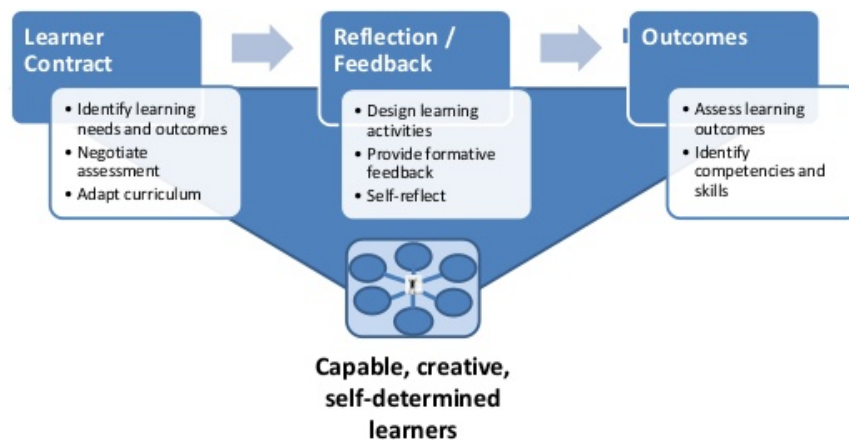 Learner
Contract
• Identify learning
needs and outcomes
• Negotiate
assessment
• Adapt curriculum
Reflection /
Feedback
• Design learning
activities
• Provide formative
feedback
• Self-reflect
Outcomes
• Assess learning
outcomes
• Identify
competencies and
skills
Capable, creative,
self-determined
learners